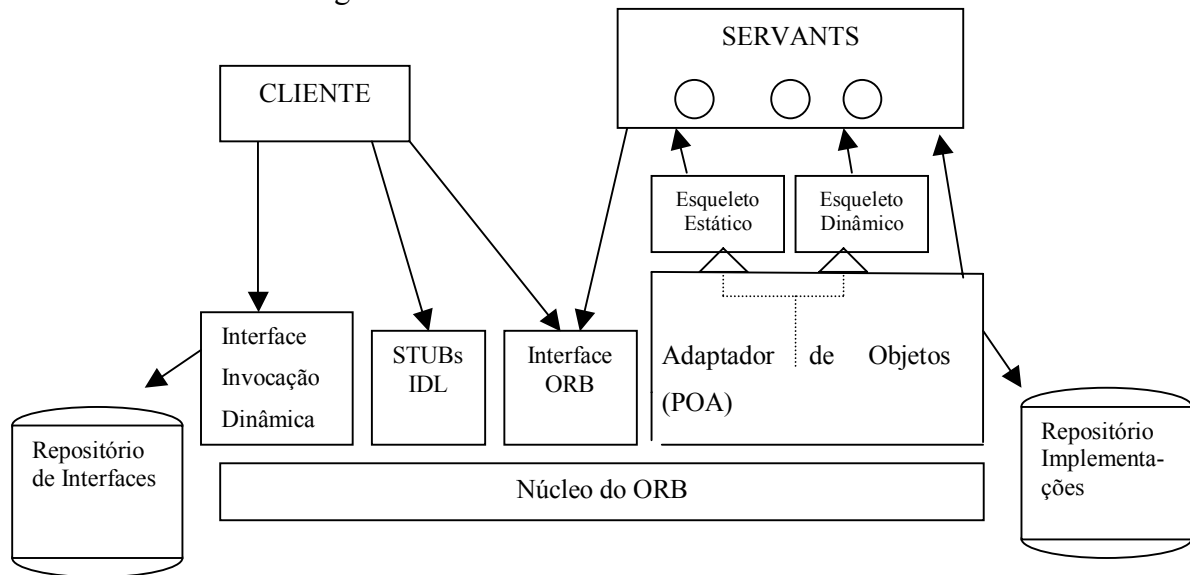 SERVANTS
CLIENTE
Esqueleto
Estático
Esqueleto
Dinâmico
Interface
Invocação
Dinâmica
STUBs
IDL
Interface
ORB
Adaptador de Objetos
(POA)
Repositório
de Interfaces
Repositório
Implementa-
ções
Núcleo do ORB